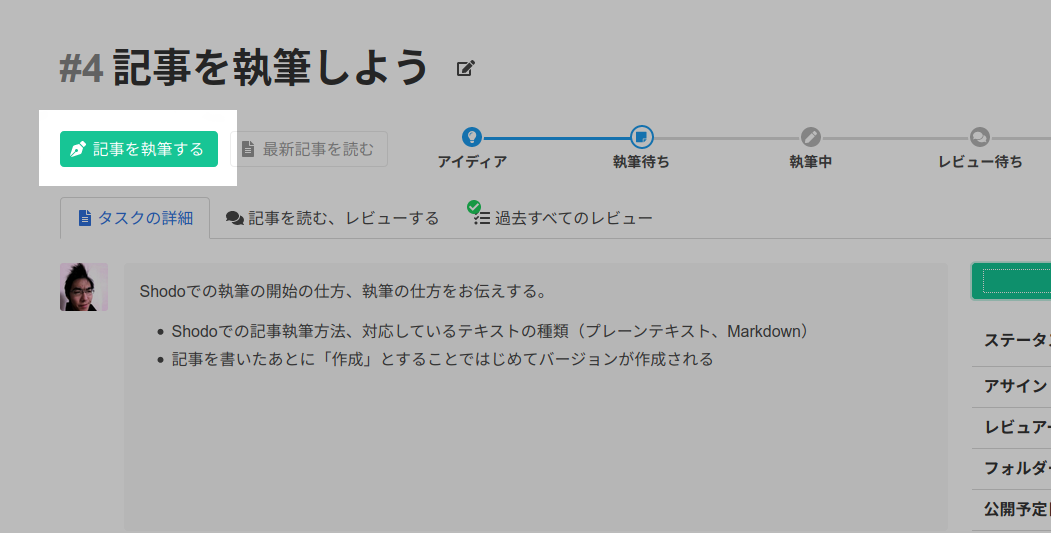 #4 記事を執筆しよう
記事を執筆する
最新記事を読む
アイディア
執筆待ち
執筆中
レビュー待ち
タスクの詳細
記事を読む、レビューする
過去すべてのレビュー
Shodoでの執筆の開始の仕方、執筆の仕方をお伝えする。
Shodoでの記事執筆方法、対応しているテキストの種類（プレーンテキスト、Markdown）
記事を書いたあとに「作成」とすることではじめてバージョンが作成される
ステータ
アサイン
レビュアー
フォルダー
公開予定